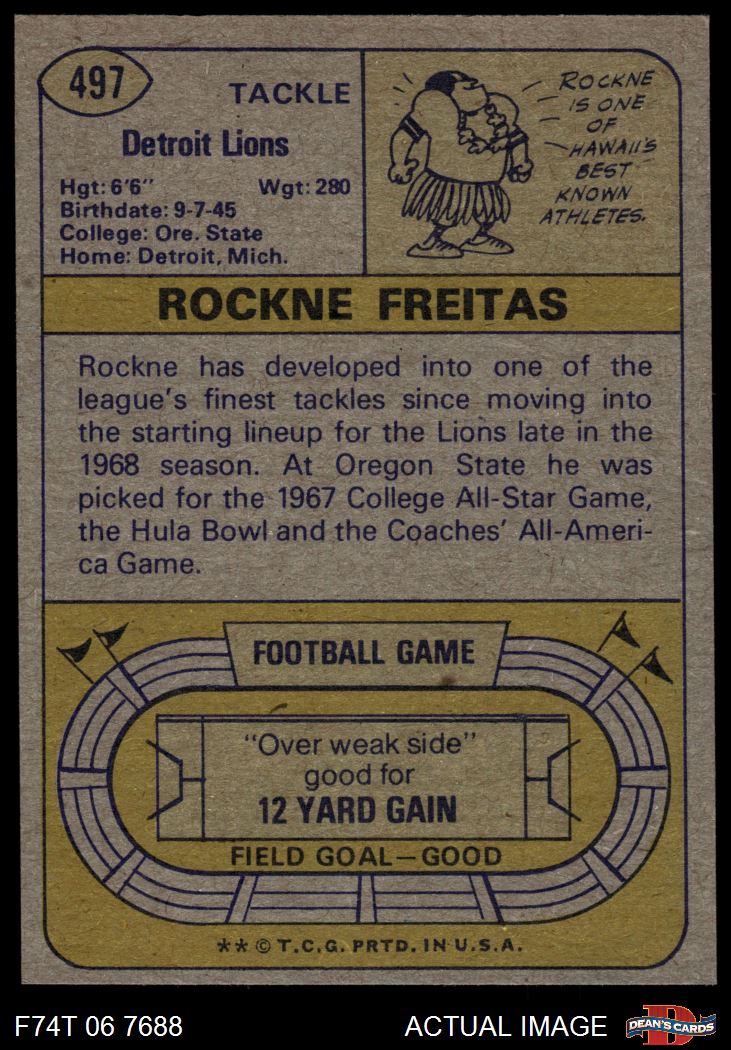 497
TACKLE
Detroit Lions
Hgt: 6'6" Wgt: 280
Birthdate: 9-7-45
College: Ore. State
Home: Detroit, Mich.
ROCKNE
IS ONE
OF
HAWAII'S
BEST
KNOWN
ATHLETES.
ROCKNE FREITAS
Rockne has developed into one of the
league's finest tackles since moving into
the starting lineup for the Lions late in the
1968 season. At Oregon State he was
picked for the 1967 College All-Star Game,
the Hula Bowl and the Coaches' All-Ameri-
ca Game.
FOOTBALL GAME
"Over weak side"
good for
12 YARD GAIN
FIELD GOAL—GOOD
** © T.C.G. PRTD. IN U.S.A.
F74T 06 7688
ACTUAL IMAGE
D
DEAN'S CARDS